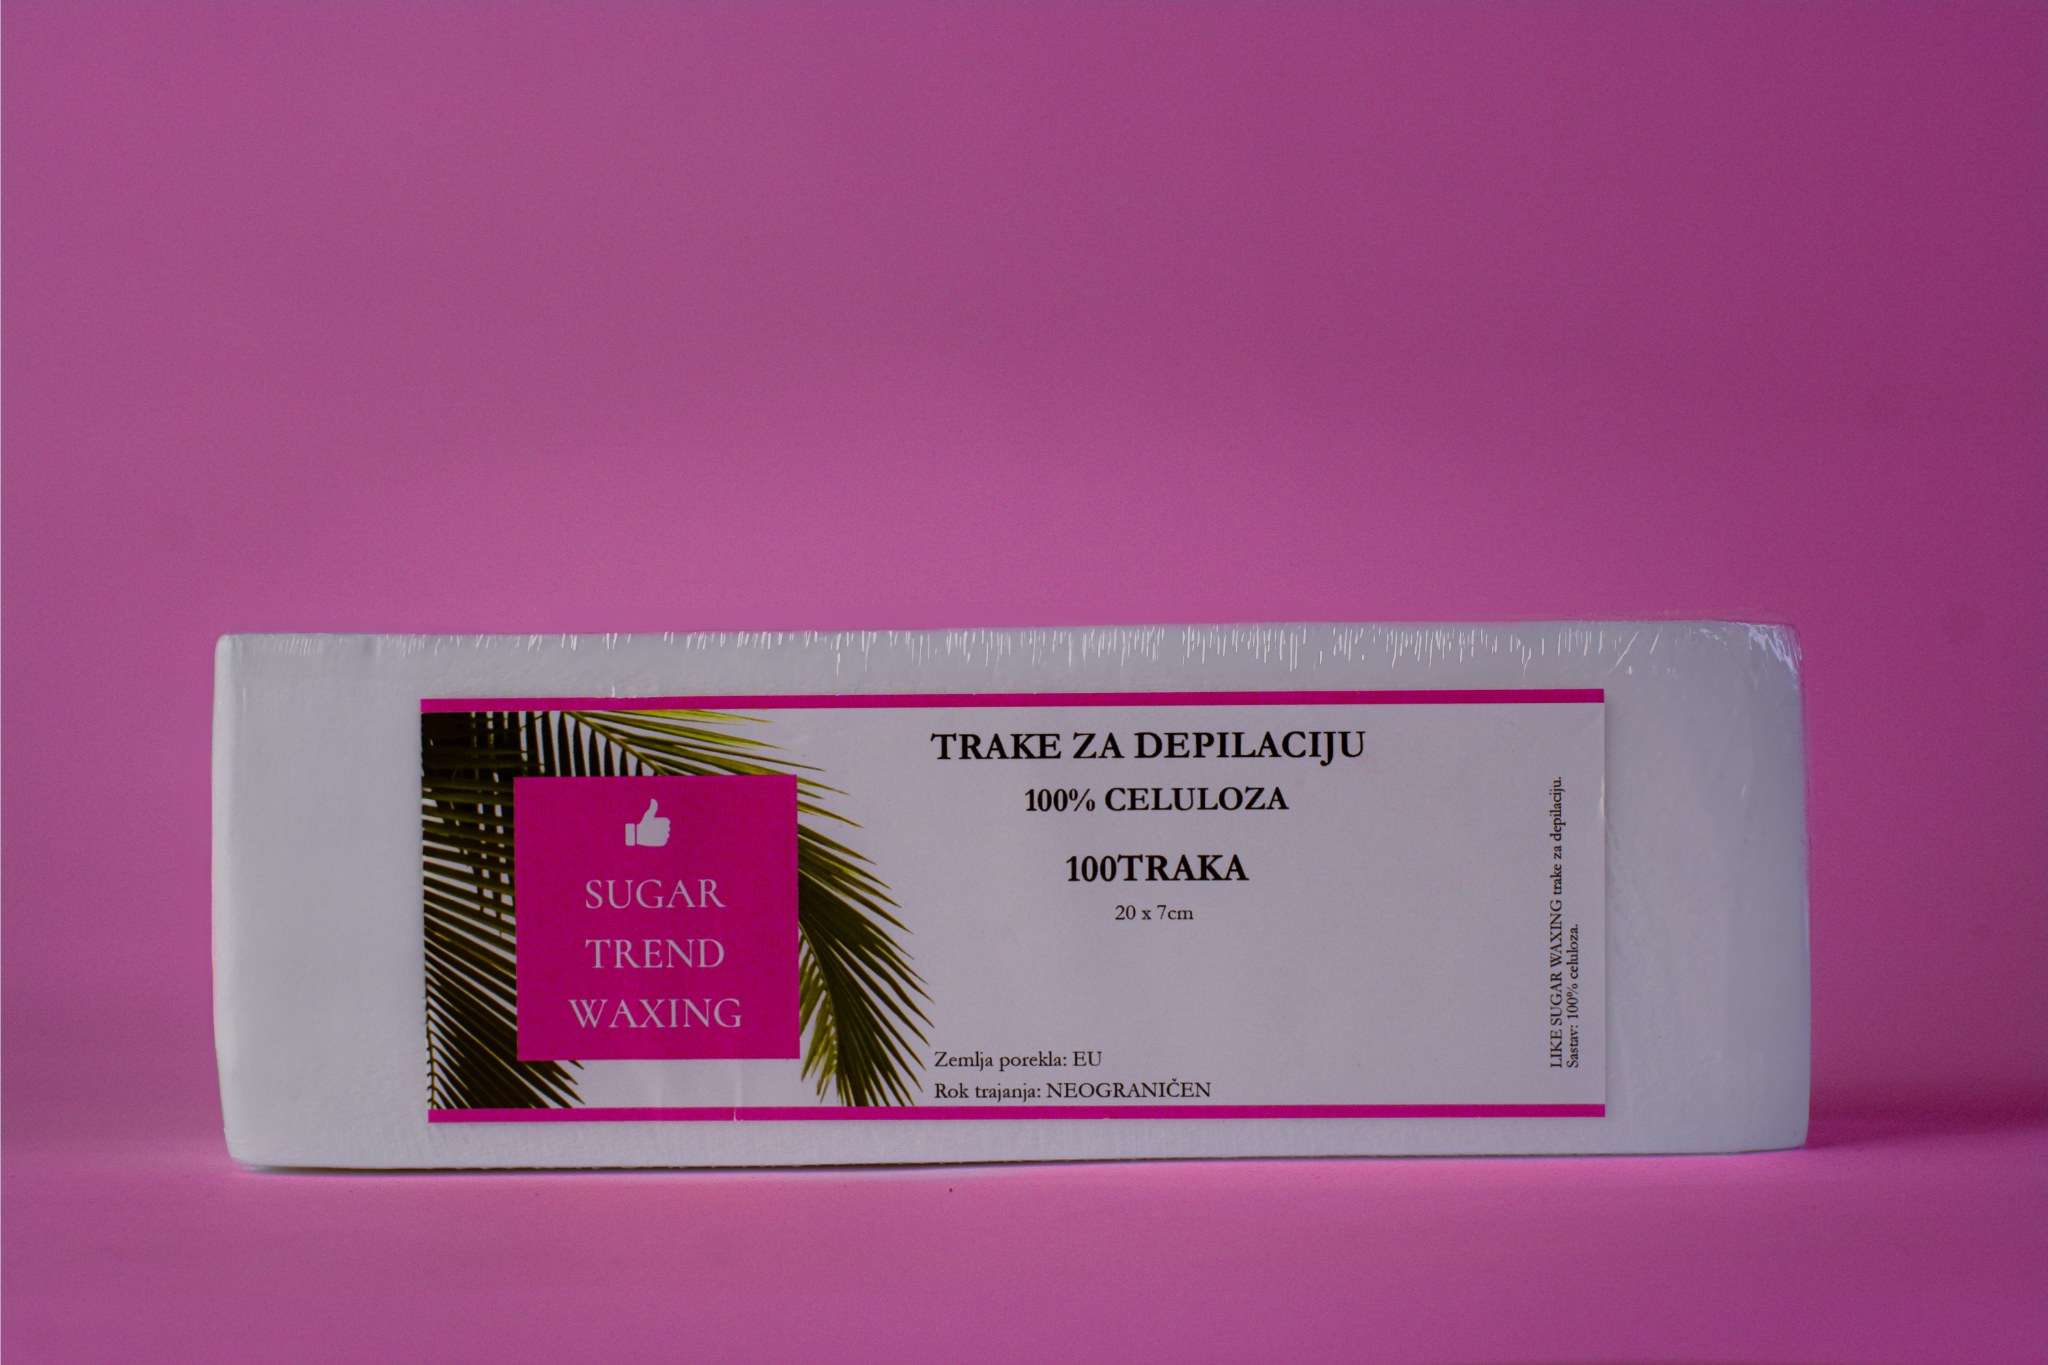 SUGAR
TREND
WAXING
TRAKE ZA DEPILACIJU
100% CELULOZA
100TRAKA
20 x 7cm
Zemlja porekla: EU
Rok trajanja: NEOGRANIČEN
LIKE SUGAR WAXING trake za depilaciju.
Sastav: 100% celuloza.